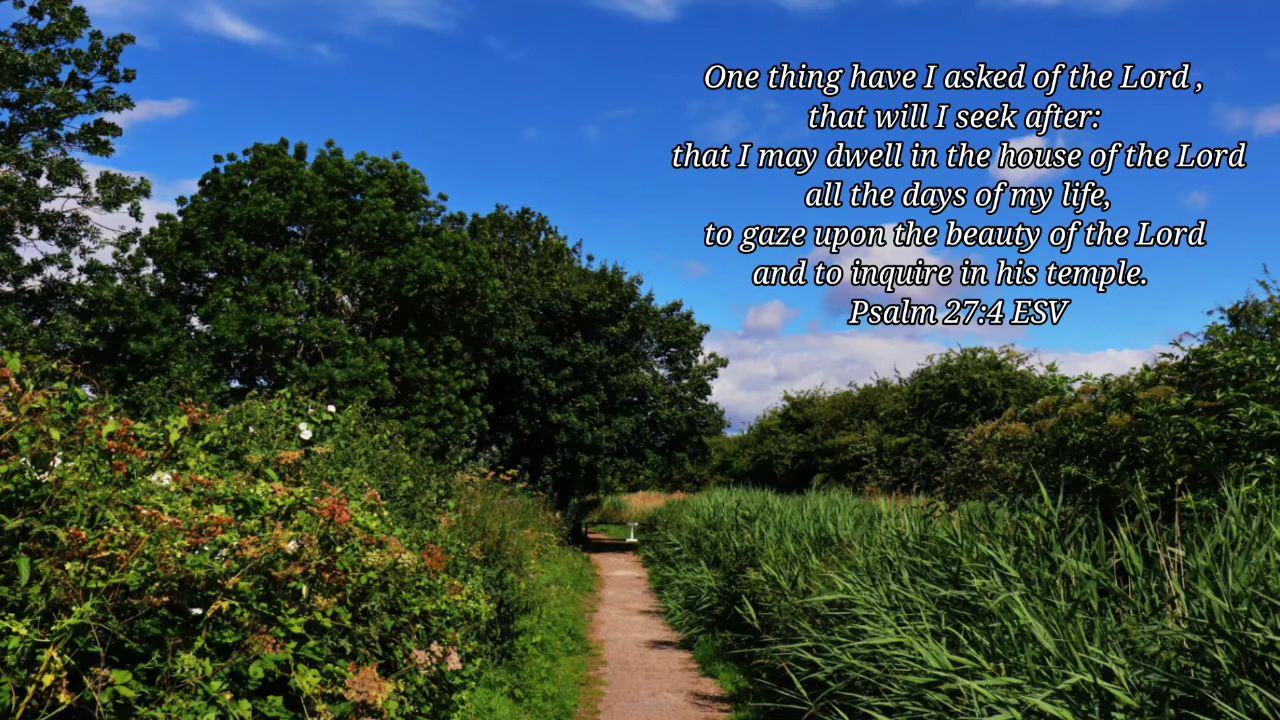 One thing have I asked of the Lord ,
that will I seek after:
that I may dwell in the house of the Lord
all the days of my life,
to gaze upon the beauty of the Lord
and to inquire in his temple.
Psalm 27:4 ESV